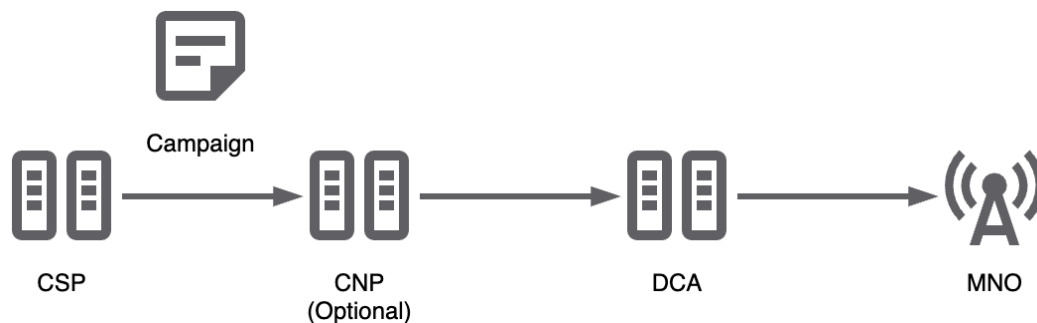 Campaign
CSP
CNP
(Optional)
DCA
MNO